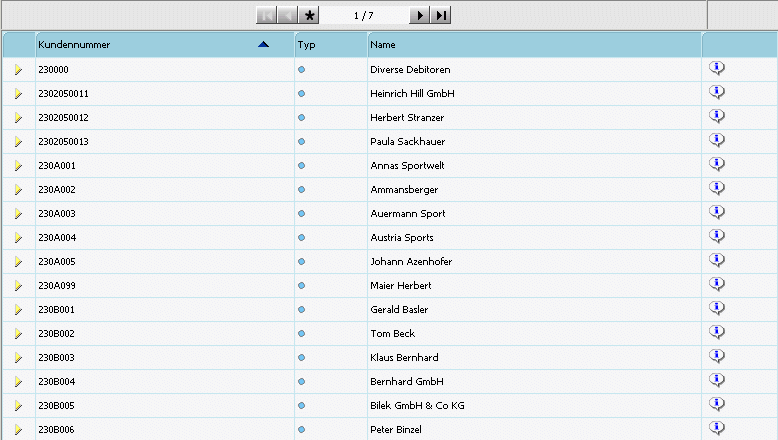 1 / 7
Kundennummer Typ Name
230000 Diverse Debitoren
2302050011 Heinrich Hill GmbH
2302050012 Herbert Stranzer
2302050013 Paula Sackhauer
230A001 Annas Sportwelt
230A002 Ammansberger
230A003 Auermann Sport
230A004 Austria Sports
230A005 Johann Azenhofer
230A099 Maier Herbert
230B001 Gerald Basler
230B002 Tom Beck
230B003 Klaus Bernhard
230B004 Bernhard GmbH
230B005 Bilek GmbH & Co KG
230B006 Peter Binzel